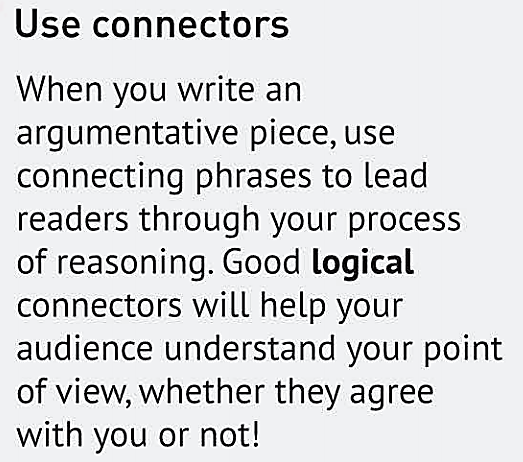 Use connectors
When you write an
argumentative piece, use
connecting phrases to lead
readers through your process
of reasoning. Good logical
connectors will help your
audience understand your point
of view, whether they agree
with you or not!